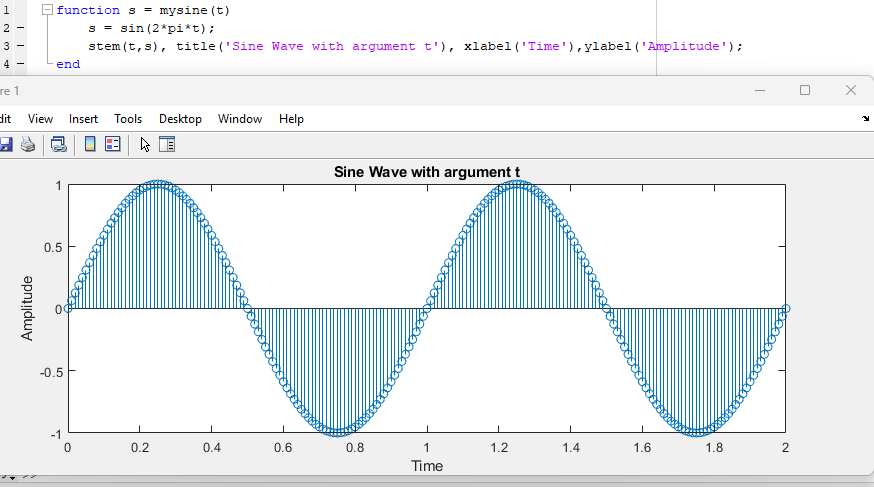 1 function s = mysine(t)
2 – s = sin(2*pi*t);
3 – stem(t,s), title('Sine Wave with argument t'), xlabel('Time'),ylabel('Amplitude');
4 – end
re 1
dit View Insert Tools Desktop Window Help
Sine Wave with argument t
1
0.5
0
-0.5
-1
Amplitude
0 0.2 0.4 0.6 0.8 1 1.2 1.4 1.6 1.8 2
Time